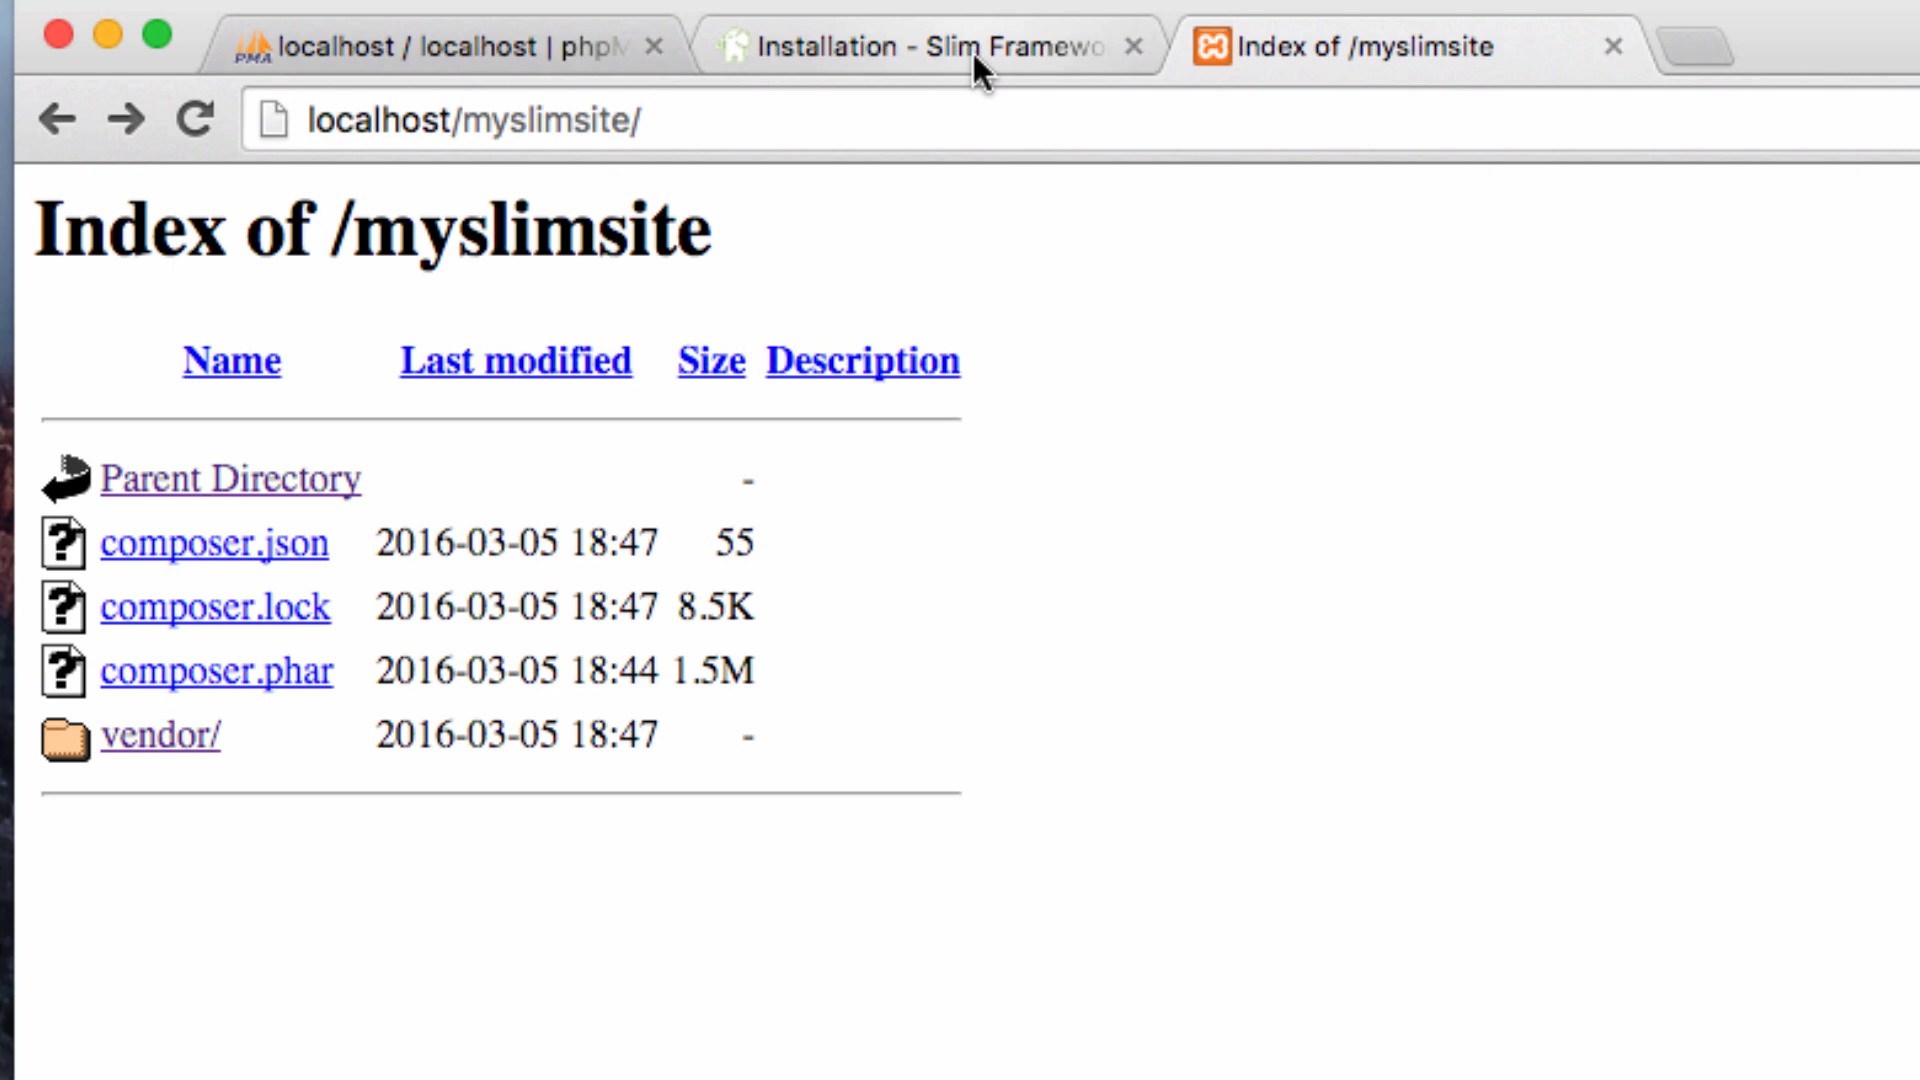 localhost / localhost | phpM
Installation - Slim Framewo
Index of /myslimsite
localhost/myslimsite/
Index of /myslimsite
Name Last modified Size Description
Parent Directory -
composer.json 2016-03-05 18:47 55
composer.lock 2016-03-05 18:47 8.5K
composer.phar 2016-03-05 18:44 1.5M
vendor/ 2016-03-05 18:47 -
PMA